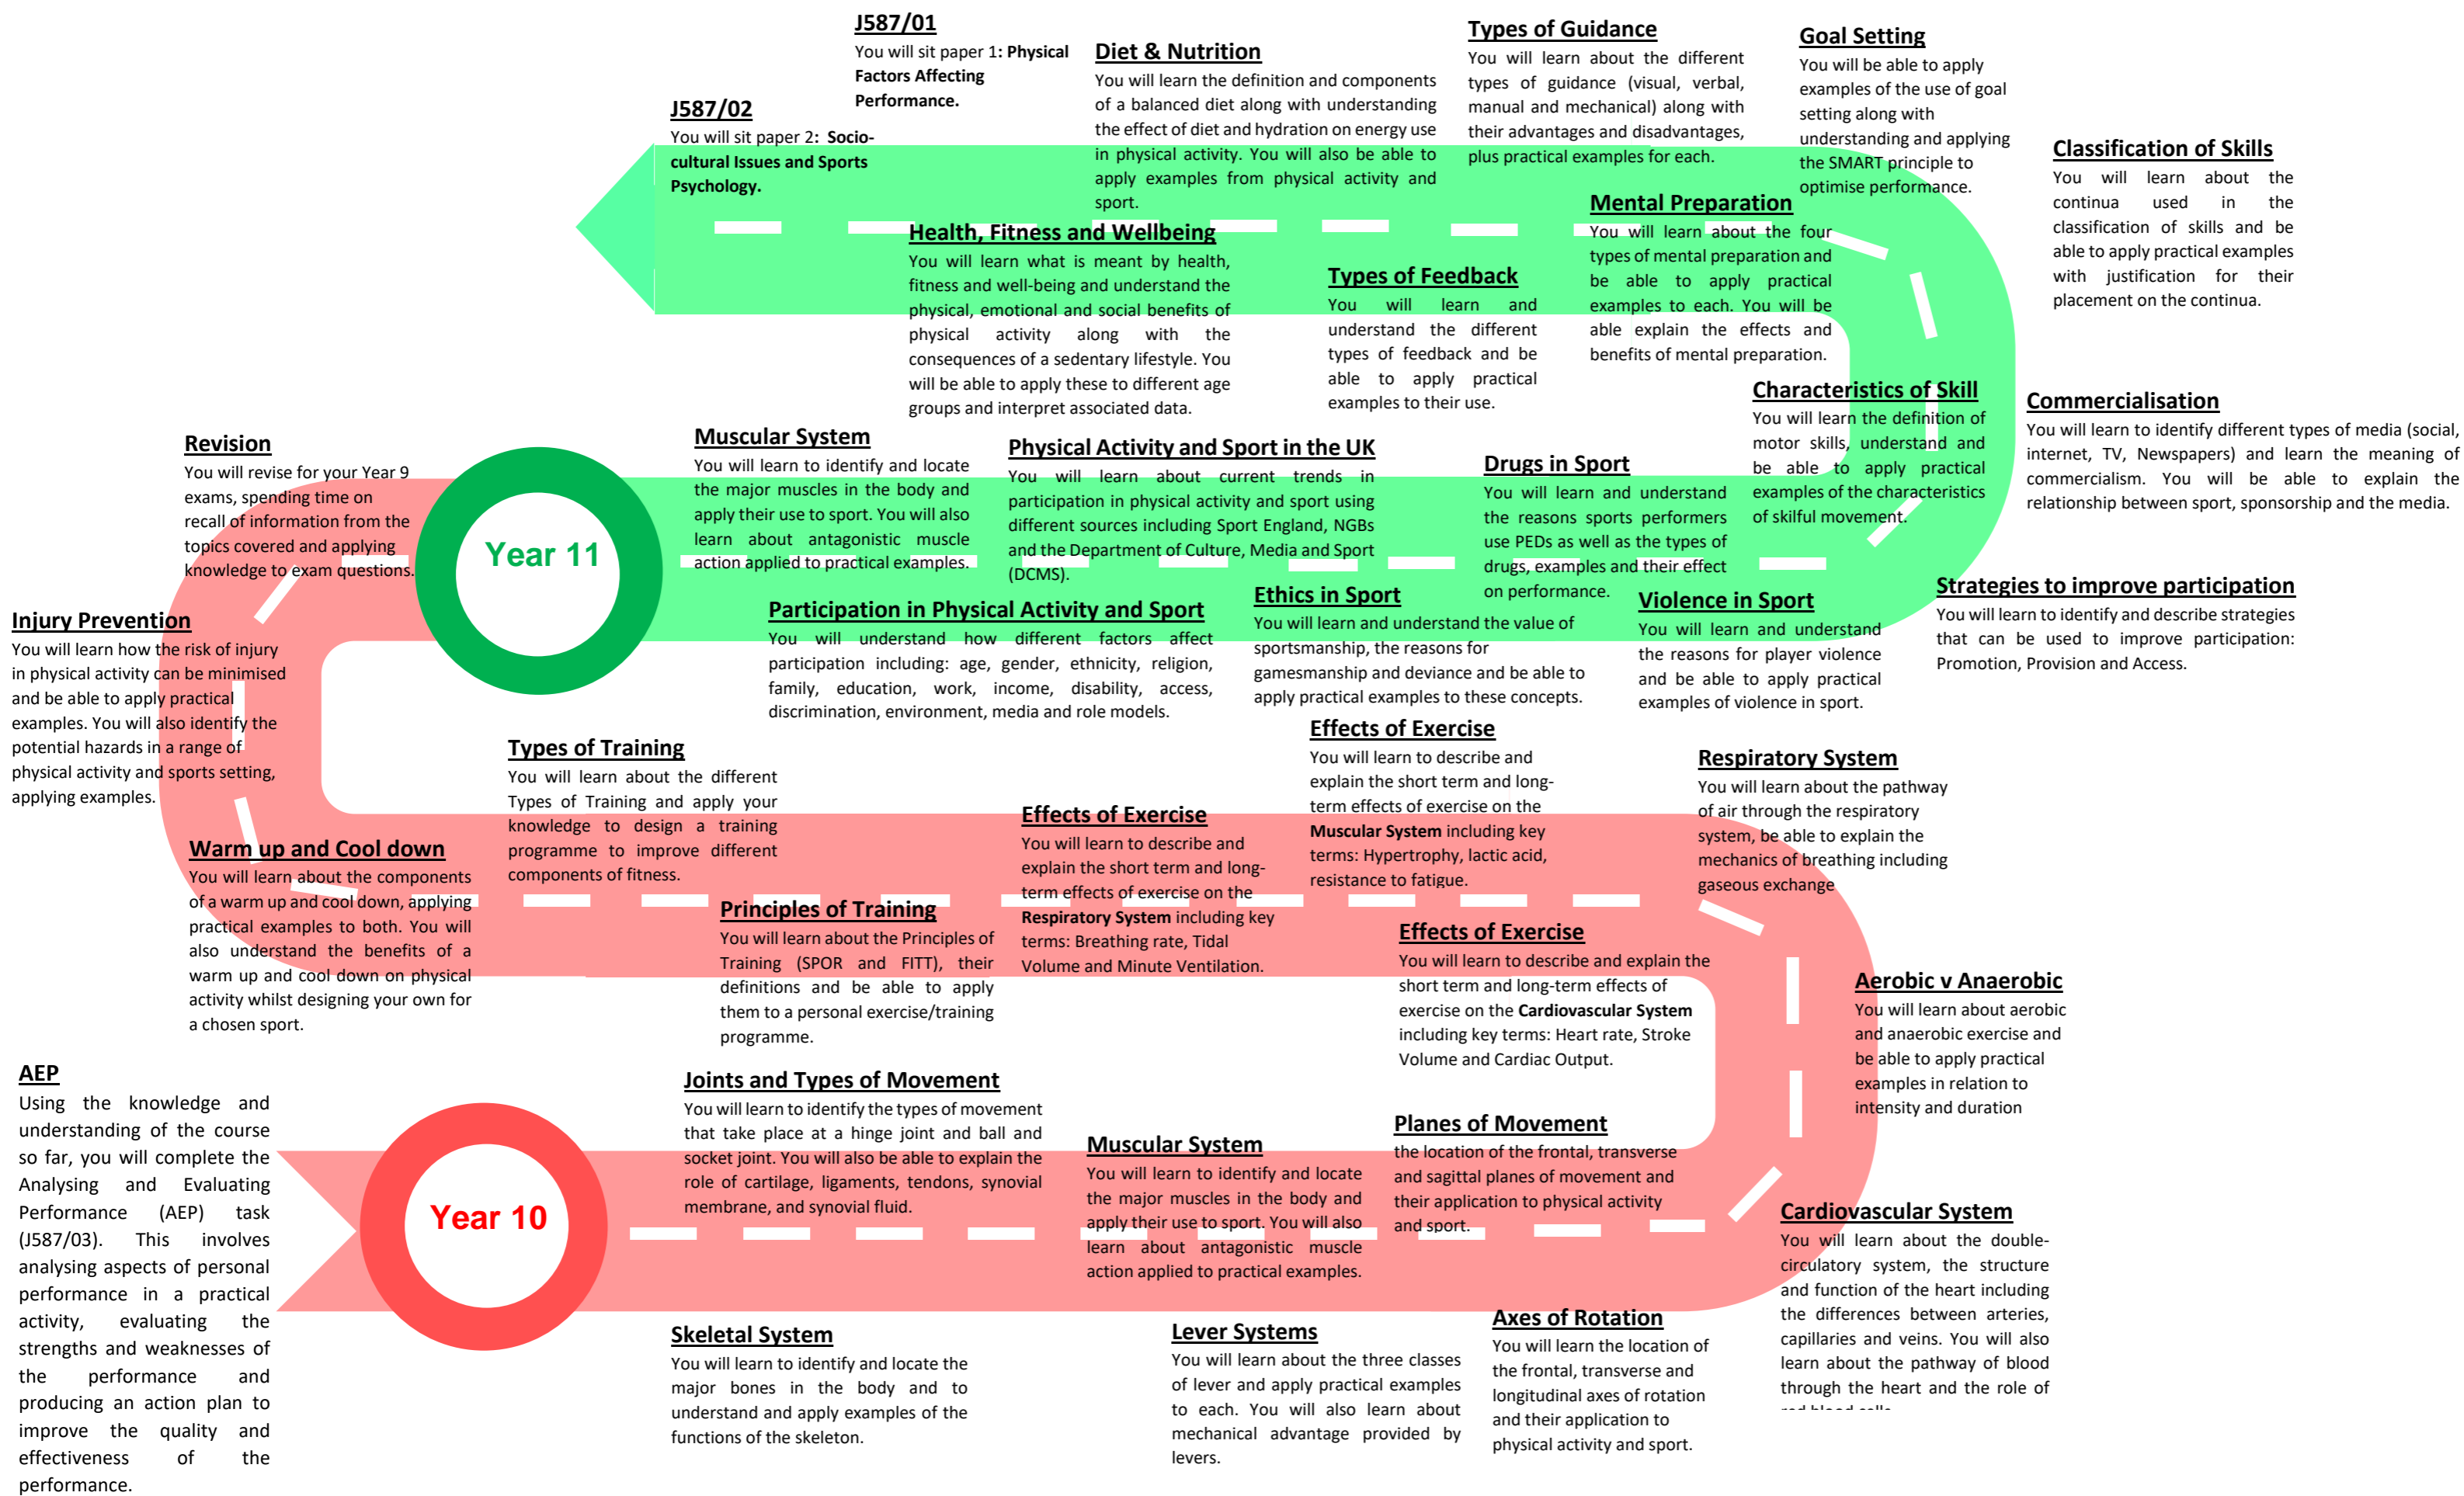 J587/01
You will sit paper 1: Physical
Factors Affecting
Performance.
J587/02
You will sit paper 2: Socio-
cultural Issues and Sports
Psychology.
Diet & Nutrition
You will learn the definition and components
of a balanced diet along with understanding
the effect of diet and hydration on energy use
in physical activity. You will also be able to
apply examples from physical activity and
sport.
Types of Guidance
You will learn about the different
types of guidance (visual, verbal,
manual and mechanical) along with
their advantages and disadvantages,
plus practical examples for each.
Goal Setting
You will be able to apply
examples of the use of goal
setting along with
understanding and applying
the SMART principle to
optimise performance.
Classification of Skills
You will learn about the
continua used in the
classification of skills and be
able to apply practical examples
with justification for their
placement on the continua.
Health, Fitness and Wellbeing
You will learn what is meant by health,
fitness and well-being and understand the
physical, emotional and social benefits of
physical activity along with the
consequences of a sedentary lifestyle. You
will be able to apply these to different age
groups and interpret associated data.
Types of Feedback
You will learn and
understand the different
types of feedback and be
able to apply practical
examples to their use.
Mental Preparation
You will learn about the four
types of mental preparation and
be able to apply practical
examples to each. You will be
able explain the effects and
benefits of mental preparation.
Characteristics of Skill
You will learn the definition of
motor skills, understand and
be able to apply practical
examples of the characteristics
of skilful movement.
Commercialisation
You will learn to identify different types of media (social,
internet, TV, Newspapers) and learn the meaning of
commercialism. You will be able to explain the
relationship between sport, sponsorship and the media.
Revision
You will revise for your Year 9
exams, spending time on
recall of information from the
topics covered and applying
knowledge to exam questions.
Year 11
Muscular System
You will learn to identify and locate
the major muscles in the body and
apply their use to sport. You will also
learn about antagonistic muscle
action applied to practical examples.
Physical Activity and Sport in the UK
You will learn about current trends in
participation in physical activity and sport using
different sources including Sport England, NGBs
and the Department of Culture, Media and Sport
(DCMS).
Drugs in Sport
You will learn and understand
the reasons sports performers
use PEDs as well as the types of
drugs, examples and their effect
on performance.
Strategies to improve participation
You will learn to identify and describe strategies
that can be used to improve participation:
Promotion, Provision and Access.
Injury Prevention
You will learn how the risk of injury
in physical activity can be minimised
and be able to apply practical
examples. You will also identify the
potential hazards in a range of
physical activity and sports setting,
applying examples.
Participation in Physical Activity and Sport
You will understand how different factors affect
participation including: age, gender, ethnicity, religion,
family, education, work, income, disability, access,
discrimination, environment, media and role models.
Ethics in Sport
You will learn and understand the value of
sportsmanship, the reasons for
gamesmanship and deviance and be able to
apply practical examples to these concepts.
Violence in Sport
You will learn and understand
the reasons for player violence
and be able to apply practical
examples of violence in sport.
Types of Training
You will learn about the different
Types of Training and apply your
knowledge to design a training
programme to improve different
components of fitness.
Effects of Exercise
You will learn to describe and
explain the short term and long-
term effects of exercise on the
Muscular System including key
terms: Hypertrophy, lactic acid,
resistance to fatigue.
Respiratory System
You will learn about the pathway
of air through the respiratory
system, be able to explain the
mechanics of breathing including
gaseous exchange
Warm up and Cool down
You will learn about the components
of a warm up and cool down, applying
practical examples to both. You will
also understand the benefits of a
warm up and cool down on physical
activity whilst designing your own for
a chosen sport.
Effects of Exercise
You will learn to describe and
explain the short term and long-
term effects of exercise on the
Respiratory System including key
terms: Breathing rate, Tidal
Volume and Minute Ventilation.
Principles of Training
You will learn about the Principles of
Training (SPOR and FITT), their
definitions and be able to apply
them to a personal exercise/training
programme.
Effects of Exercise
You will learn to describe and explain the
short term and long-term effects of
exercise on the Cardiovascular System
including key terms: Heart rate, Stroke
Volume and Cardiac Output.
Aerobic v Anaerobic
You will learn about aerobic
and anaerobic exercise and
be able to apply practical
examples in relation to
intensity and duration
AEP
Using the knowledge and
understanding of the course
so far, you will complete the
Analysing and Evaluating
Performance (AEP) task
(J587/03). This involves
analysing aspects of personal
performance in a practical
activity, evaluating the
strengths and weaknesses of
the performance and
producing an action plan to
improve the quality and
effectiveness of the
performance.
Year 10
Joints and Types of Movement
You will learn to identify the types of movement
that take place at a hinge joint and ball and
socket joint. You will also be able to explain the
role of cartilage, ligaments, tendons, synovial
membrane, and synovial fluid.
Muscular System
You will learn to identify and locate
the major muscles in the body and
apply their use to sport. You will also
learn about antagonistic muscle
action applied to practical examples.
Planes of Movement
the location of the frontal, transverse
and sagittal planes of movement and
their application to physical activity
and sport.
Cardiovascular System
You will learn about the double-
circulatory system, the structure
and function of the heart including
the differences between arteries,
capillaries and veins. You will also
learn about the pathway of blood
through the heart and the role of
Skeletal System
You will learn to identify and locate the
major bones in the body and to
understand and apply examples of the
functions of the skeleton.
Lever Systems
You will learn about the three classes
of lever and apply practical examples
to each. You will also learn about
mechanical advantage provided by
levers.
Axes of Rotation
You will learn the location of
the frontal, transverse and
longitudinal axes of rotation
and their application to
physical activity and sport.